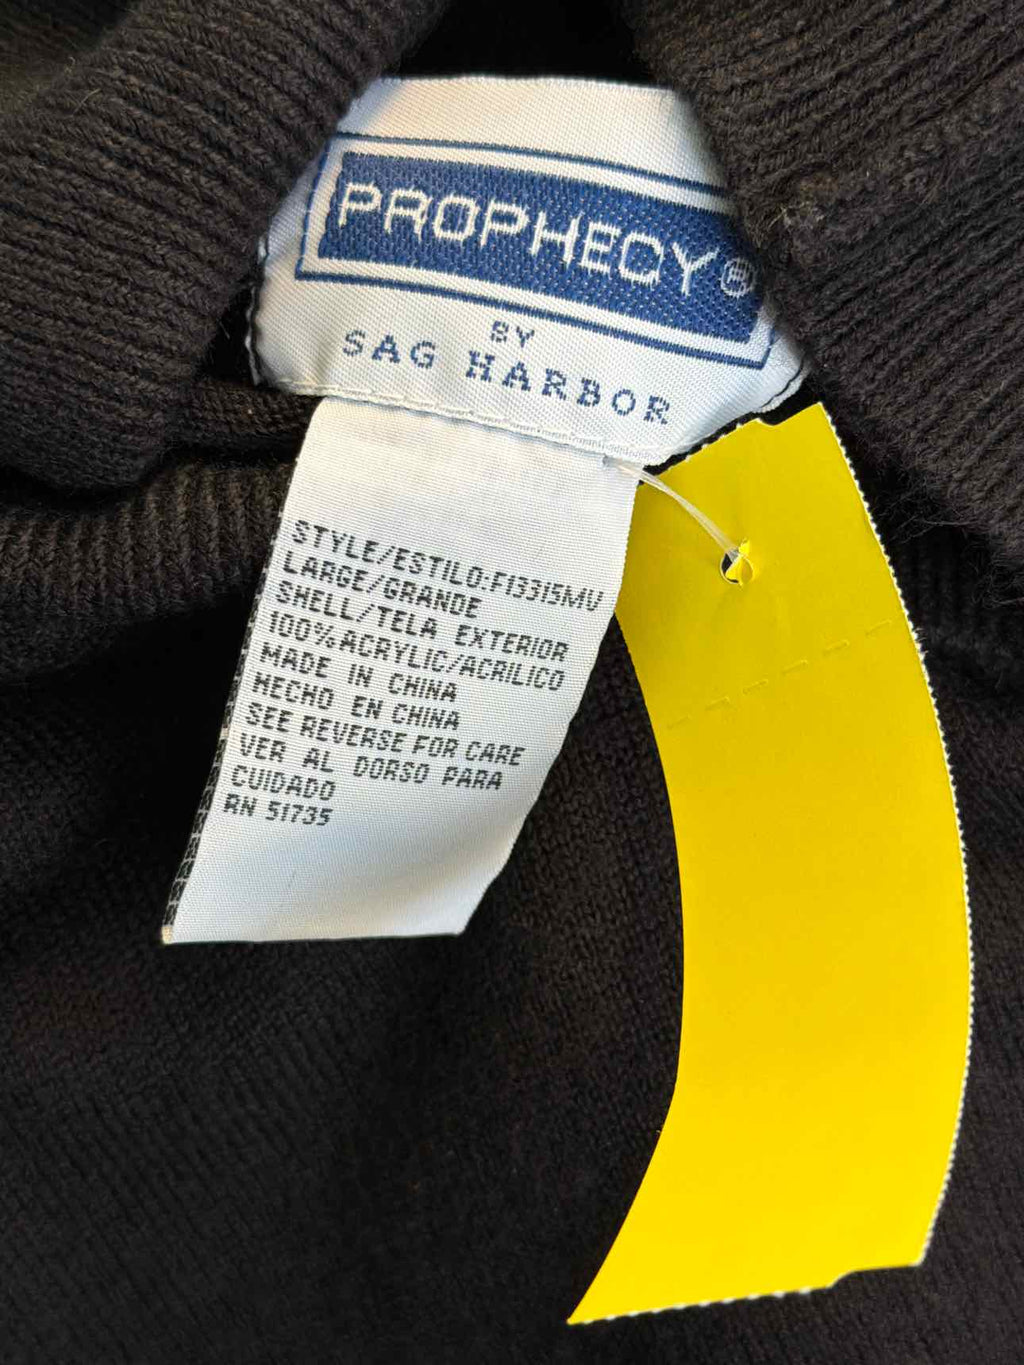 PROPHECY®
BY
SAG HARBOR
STYLE/ESTILO:F13315MU
LARGE/GRANDE
SHELL/TELA EXTERIOR
100%ACRYLIC/ACRILICO
MADE IN CHINA
HECHO EN CHINA
SEE REVERSE FOR CARE
VER AL DORSO PARA
CUIDADO
RN 51735